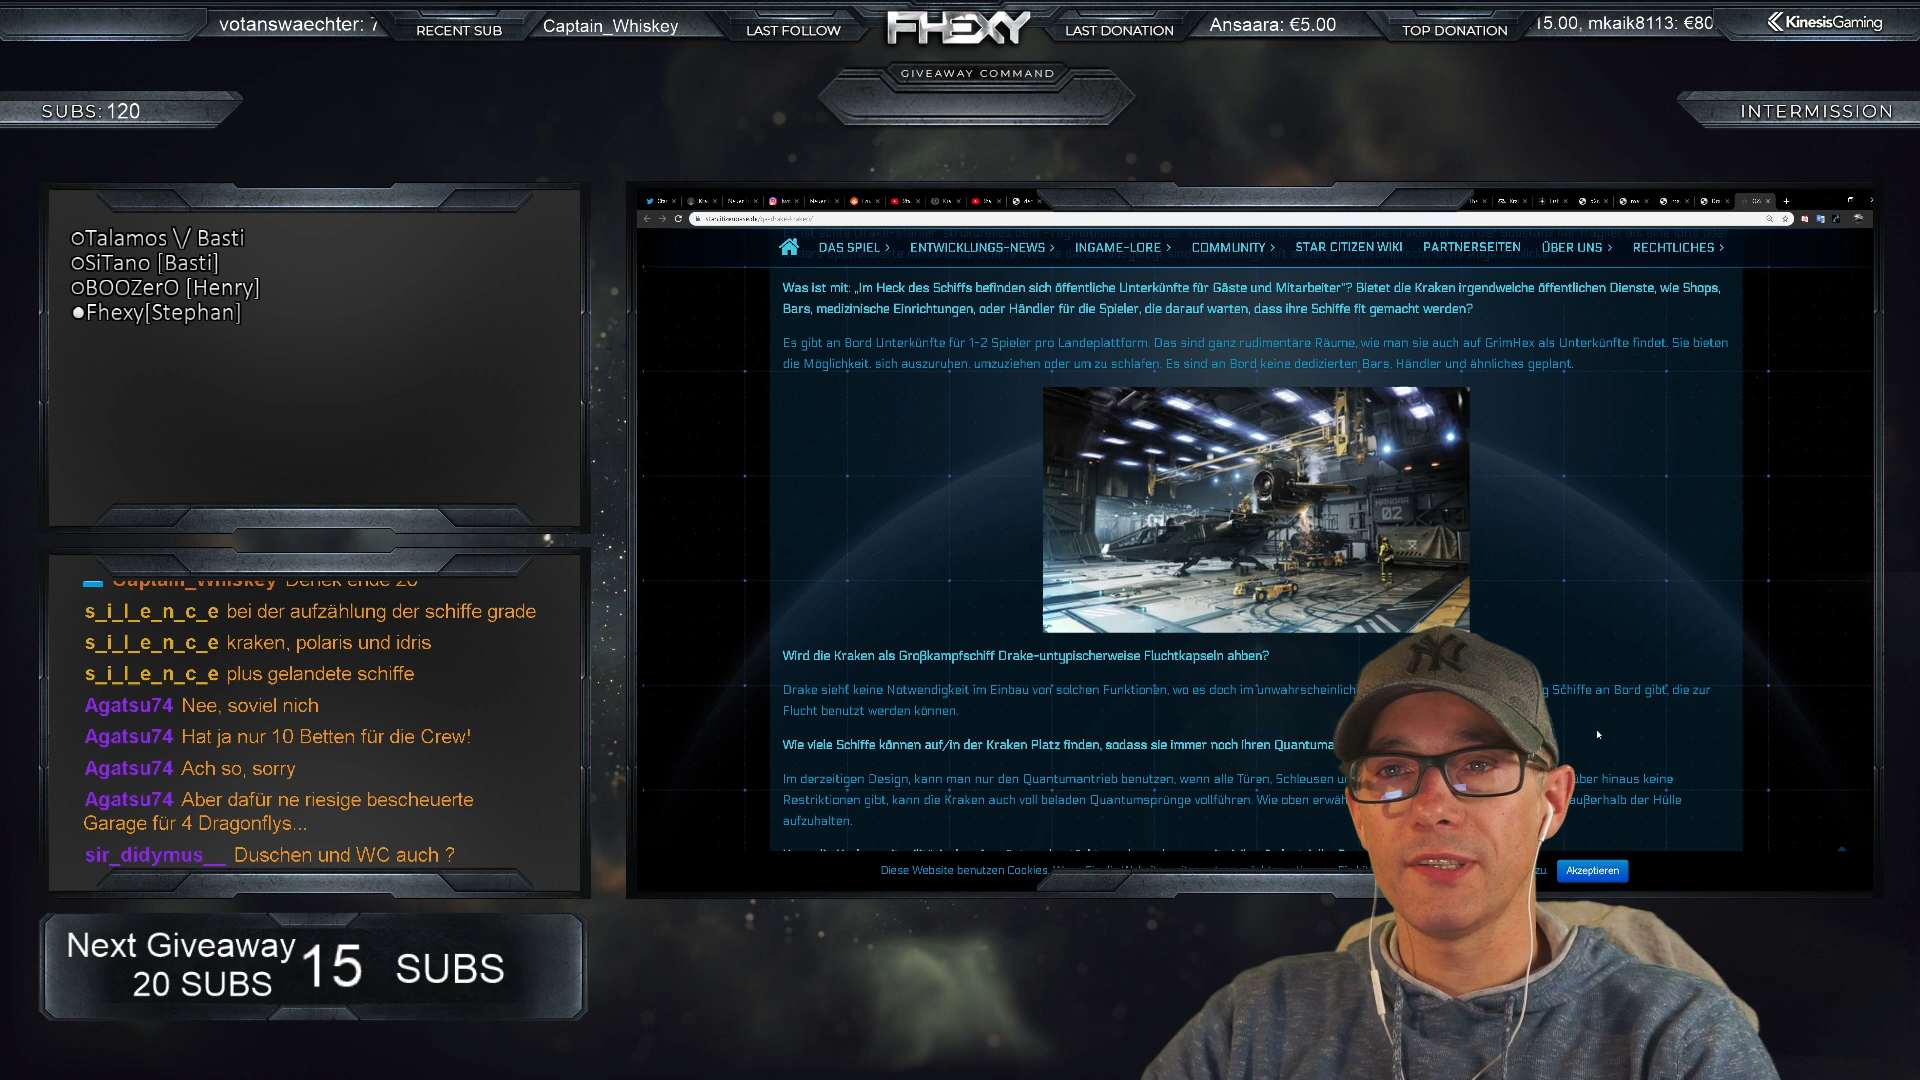 votanswaechter: 7
RECENT SUB
Captain_Whiskey
LAST FOLLOW
FHEXY
LAST DONATION
Ansaara: €5.00
TOP DONATION
15.00, mkaik8113: €80
KinesisGaming
GIVEAWAY COMMAND
SUBS: 120
INTERMISSION
Talamos \/ Basti
SiTano [Basti]
BOOZerO [Henry]
Fhexy[Stephan]
Captain_Whiskey Denek ende 20
s_i_l_e_n_c_e bei der aufzählung der schiffe grade
s_i_l_e_n_c_e kraken, polaris und idris
s_i_l_e_n_c_e plus gelandete schiffe
Agatsu74 Nee, soviel nich
Agatsu74 Hat ja nur 10 Betten für die Crew!
Agatsu74 Ach so, sorry
Agatsu74 Aber dafür ne riesige bescheuerte
Garage für 4 Dragonflys...
sir_didymus__ Duschen und WC auch ?
Next Giveaway
20 SUBS
15 SUBS
DAS SPIEL ENTWICKLUNGS-NEWS INGAME-LORE COMMUNITY STAR CITIZEN WIKI PARTNERSEITEN ÜBER UNS RECHTLICHES
Was ist mit: „Im Heck des Schiffs befinden sich öffentliche Unterkünfte für Gäste und Mitarbeiter"? Bietet die Kraken irgendwelche öffentlichen Dienste, wie Shops,
Bars, medizinische Einrichtungen, oder Händler für die Spieler, die darauf warten, dass ihre Schiffe fit gemacht werden?
Es gibt an Bord Unterkünfte für 1-2 Spieler pro Landeplattform. Das sind ganz rudimentäre Räume, wie man sie auch auf GrimHex als Unterkünfte findet. Sie bieten
die Möglichkeit, sich auszuruhen, umzuziehen oder um zu schlafen. Es sind an Bord keine dedizierten Bars, Händler und ähnliches geplant.
HANGAR
02
Wird die Kraken als Großkampfschiff Drake-untypischerweise Fluchtkapseln ahben?
Drake sieht keine Notwendigkeit im Einbau von solchen Funktionen, wo es doch im unwahrscheinlich Schiffe an Bord gibt, die zur
Flucht benutzt werden können.
Wie viele Schiffe können auf/in der Kraken Platz finden, sodass sie immer noch ihren Quantuma
Im derzeitigen Design, kann man nur den Quantumantrieb benutzen, wenn alle Türen, Schleusen u über hinaus keine
Restriktionen gibt, kann die Kraken auch voll beladen Quantumsprünge vollführen. Wie oben erwäh außerhalb der Hülle
aufzuhalten.
Diese Website benutzen Cookies. zu. Akzeptieren